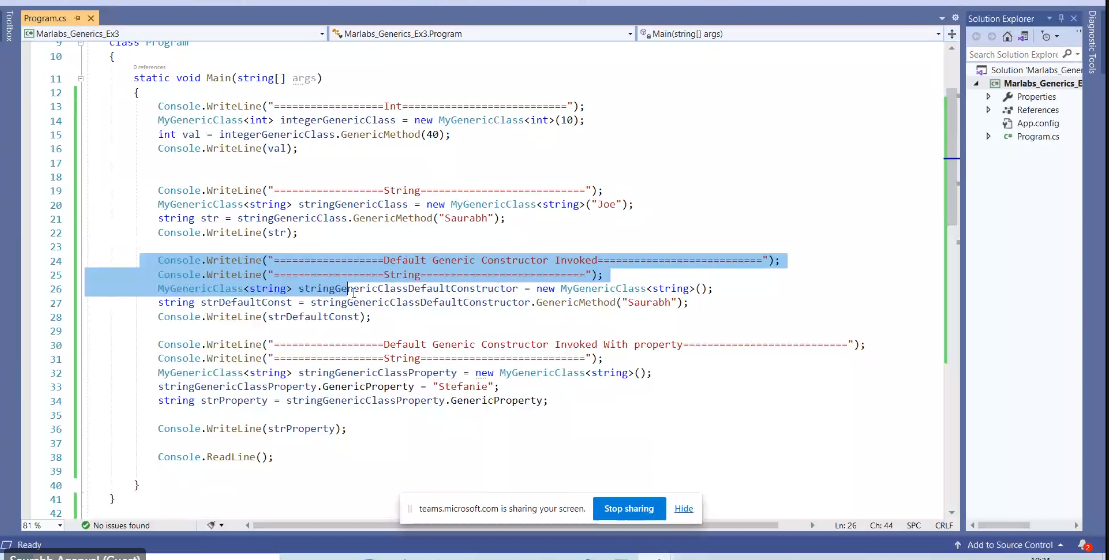 Program.cs
Marlabs_Generics_Ex3
Marlabs_Generics_Ex3.Program
Main(string[] args)
Toolbox
9 class Program
10 {
0 references
11 static void Main(string[] args)
12 {
13 Console.WriteLine("==================Int===========================");
14 MyGenericClass<int> integerGenericClass = new MyGenericClass<int>(10);
15 int val = integerGenericClass.GenericMethod(40);
16 Console.WriteLine(val);
17
18
19 Console.WriteLine("==================String===========================");
20 MyGenericClass<string> stringGenericClass = new MyGenericClass<string>("Joe");
21 string str = stringGenericClass.GenericMethod("Saurabh");
22 Console.WriteLine(str);
23
24 Console.WriteLine("==================Default Generic Constructor Invoked===========================");
25 Console.WriteLine("==================String===========================");
26 MyGenericClass<string> stringGenericClassDefaultConstructor = new MyGenericClass<string>();
27 string strDefaultConst = stringGenericClassDefaultConstructor.GenericMethod("Saurabh");
28 Console.WriteLine(strDefaultConst);
29
30 Console.WriteLine("==================Default Generic Constructor Invoked With property===========================");
31 Console.WriteLine("==================String===========================");
32 MyGenericClass<string> stringGenericClassProperty = new MyGenericClass<string>();
33 stringGenericClassProperty.GenericProperty = "Stefanie";
34 string strProperty = stringGenericClassProperty.GenericProperty;
35
36 Console.WriteLine(strProperty);
37
38 Console.ReadLine();
39
40 }
41 }
42
Solution Explorer
Search Solution Explor
Solution 'Marlabs_Gener
Marlabs_Generics_E
Properties
References
App.config
Program.cs
Diagnostic Tools
teams.microsoft.com is sharing your screen.
Stop sharing
Hide
81 %
No issues found
Ln: 26
Ch: 44
SPC
CRLF
Ready
Add to Source Control
2